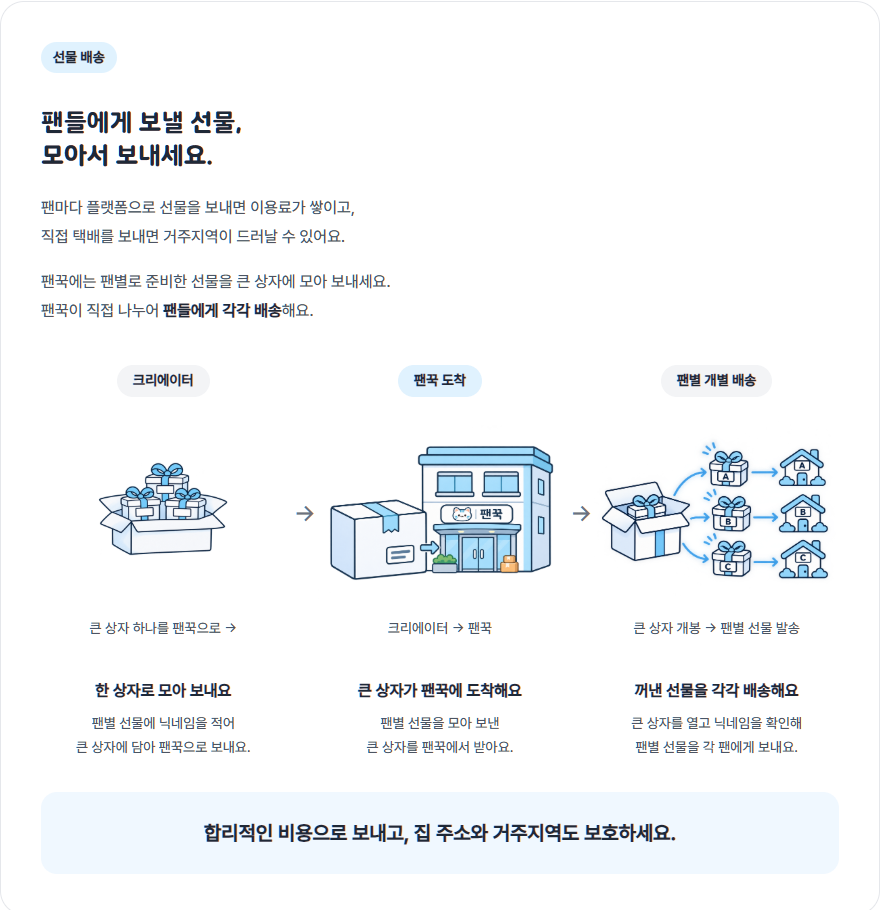 선물 배송
팬들에게 보낼 선물,
모아서 보내세요.
팬마다 플랫폼으로 선물을 보내면 이용료가 쌓이고,
직접 택배를 보내면 거주지역이 드러날 수 있어요.
팬꾹에는 팬별로 준비한 선물을 큰 상자에 모아 보내세요.
팬꾹이 직접 나누어 팬들에게 각각 배송해요.
크리에이터
팬꾹 도착
팬별 개별 배송
팬꾹
A
A
B
B
C
C
큰 상자 하나를 팬꾹으로 →
크리에이터 → 팬꾹
큰 상자 개봉 → 팬별 선물 발송
한 상자로 모아 보내요
팬별 선물에 닉네임을 적어
큰 상자에 담아 팬꾹으로 보내요.
큰 상자가 팬꾹에 도착해요
팬별 선물을 모아 보낸
큰 상자를 팬꾹에서 받아요.
꺼낸 선물을 각각 배송해요
큰 상자를 열고 닉네임을 확인해
팬별 선물을 각 팬에게 보내요.
합리적인 비용으로 보내고, 집 주소와 거주지역도 보호하세요.